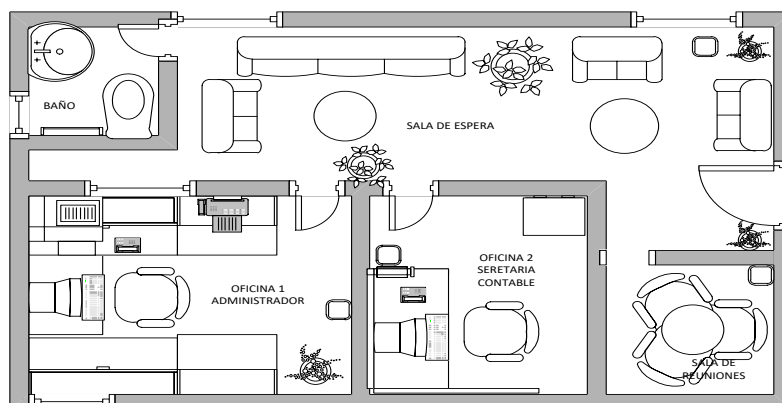 BAÑO
SALA DE ESPERA
OFICINA 1
ADMINISTRADOR
OFICINA 2
SERETARIA
CONTABLE
SALA DE
REUNIONES